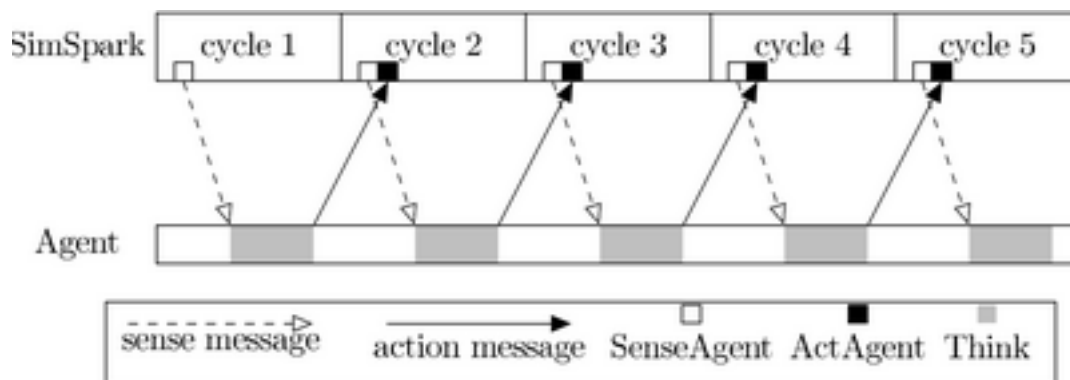 SimSpark cycle 1 cycle 2 cycle 3 cycle 4 cycle 5
Agent
sense message action message SenseAgent ActAgent Think